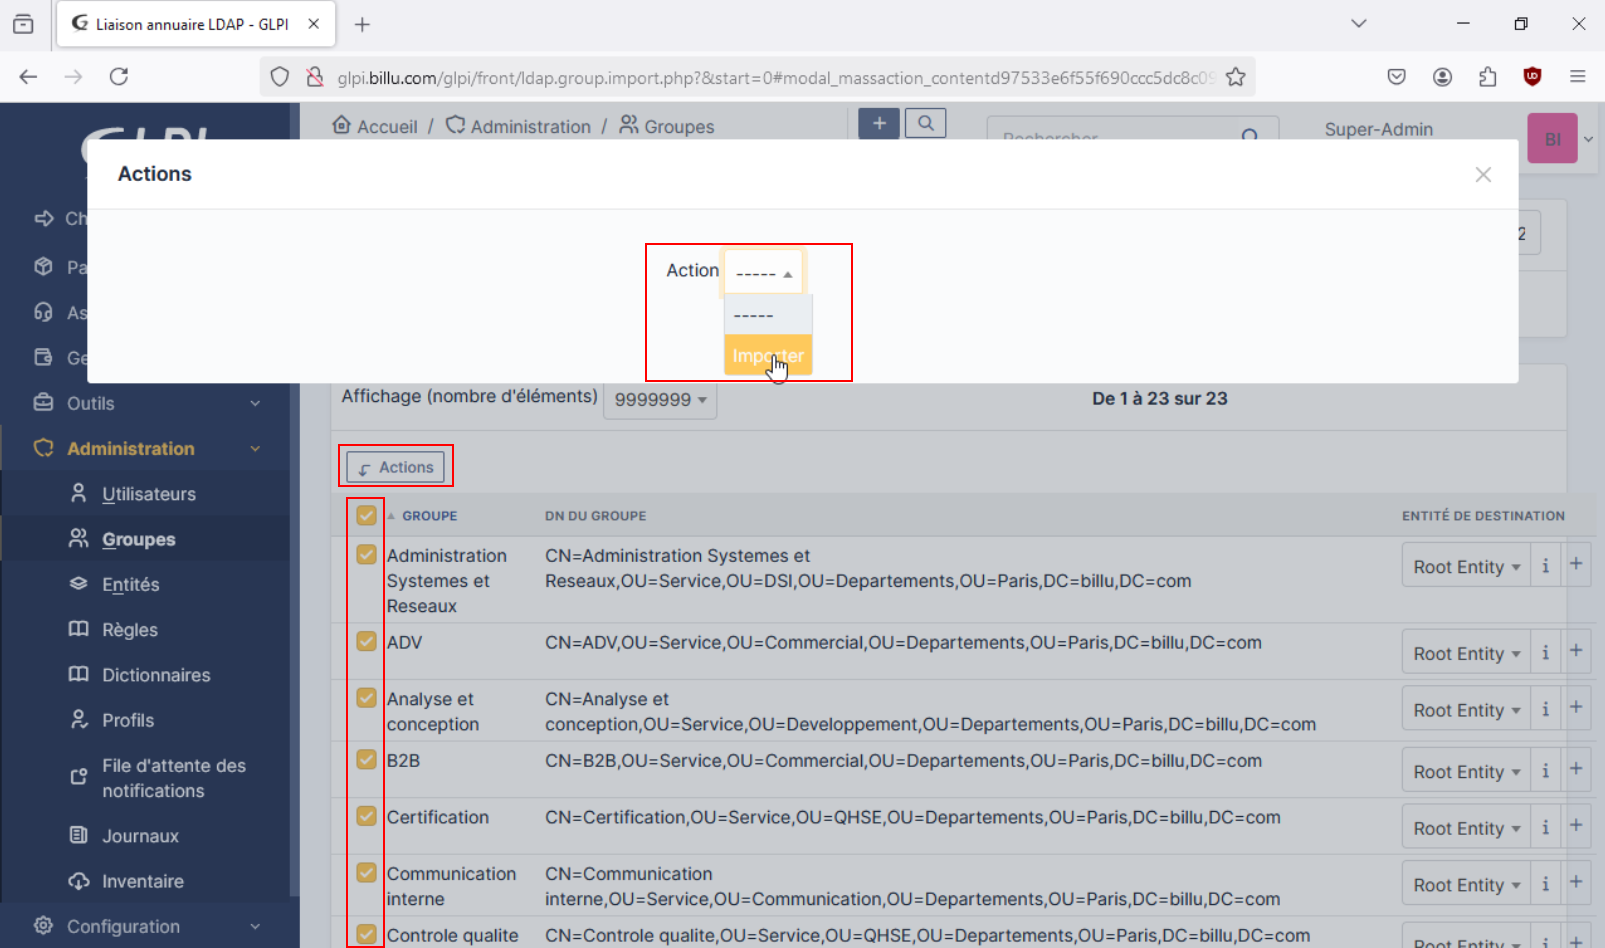 Liaison annuaire LDAP - GLPI
glpi.billu.com/glpi/front/ldap.group.import.php?&start=0#modal_massaction_contentd97533e6f55f690ccc5dc8c09
Accueil / Administration / Groupes
Rechercher
Super-Admin
BI
GLPI
Actions
Action
-----
-----
Importer
Ch
Pa
As
Ge
Outils
Administration
Utilisateurs
Groupes
Entités
Règles
Dictionnaires
Profils
File d'attente des
notifications
Journaux
Inventaire
Configuration
2
Affichage (nombre d'éléments) 9999999
De 1 à 23 sur 23
Actions
GROUPE DN DU GROUPE ENTITÉ DE DESTINATION
Administration
Systemes et
Reseaux
CN=Administration Systemes et
Reseaux,OU=Service,OU=DSI,OU=Departements,OU=Paris,DC=billu,DC=com
Root Entity i +
ADV CN=ADV,OU=Service,OU=Commercial,OU=Departements,OU=Paris,DC=billu,DC=com Root Entity i +
Analyse et
conception
CN=Analyse et
conception,OU=Service,OU=Developpement,OU=Departements,OU=Paris,DC=billu,DC=com
Root Entity i +
B2B CN=B2B,OU=Service,OU=Commercial,OU=Departements,OU=Paris,DC=billu,DC=com Root Entity i +
Certification CN=Certification,OU=Service,OU=QHSE,OU=Departements,OU=Paris,DC=billu,DC=com Root Entity i +
Communication
interne
CN=Communication
interne,OU=Service,OU=Communication,OU=Departements,OU=Paris,DC=billu,DC=com
Root Entity i +
Controle qualite CN=Controle qualite,OU=Service,OU=QHSE,OU=Departements,OU=Paris,DC=billu,DC=com Root Entity i +